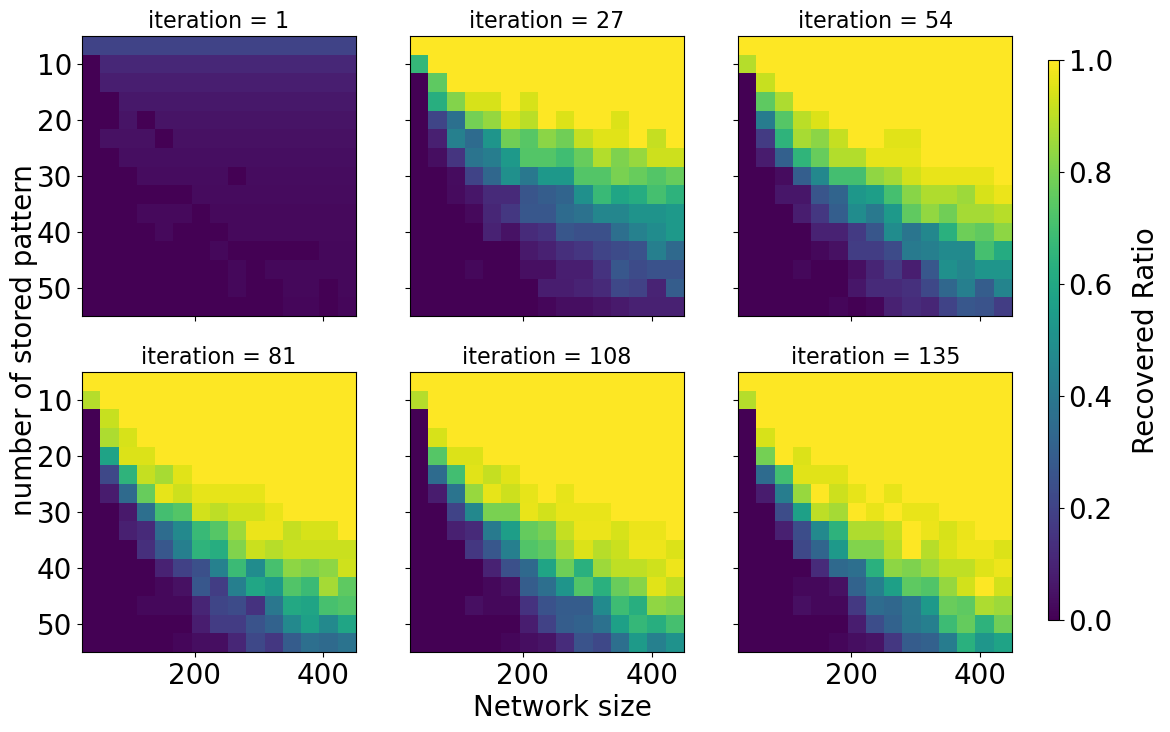 iteration = 1
iteration = 27
iteration = 54
10
20
30
40
50
iteration = 81
iteration = 108
iteration = 135
10
20
30
40
50
200
400
200
400
200
400
number of stored pattern
Network size
1.0
0.8
0.6
0.4
0.2
0.0
Recovered Ratio